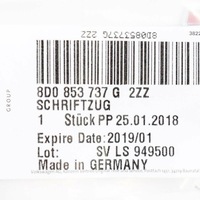 8D0853737G 2ZZ
GROUP
8D0 853 737 G 2ZZ
SCHRIFTZUG
1 Stück PP 25.01.2018
Expire Date: 2019/01
Lot: SV LS 949500
Made in GERMANY